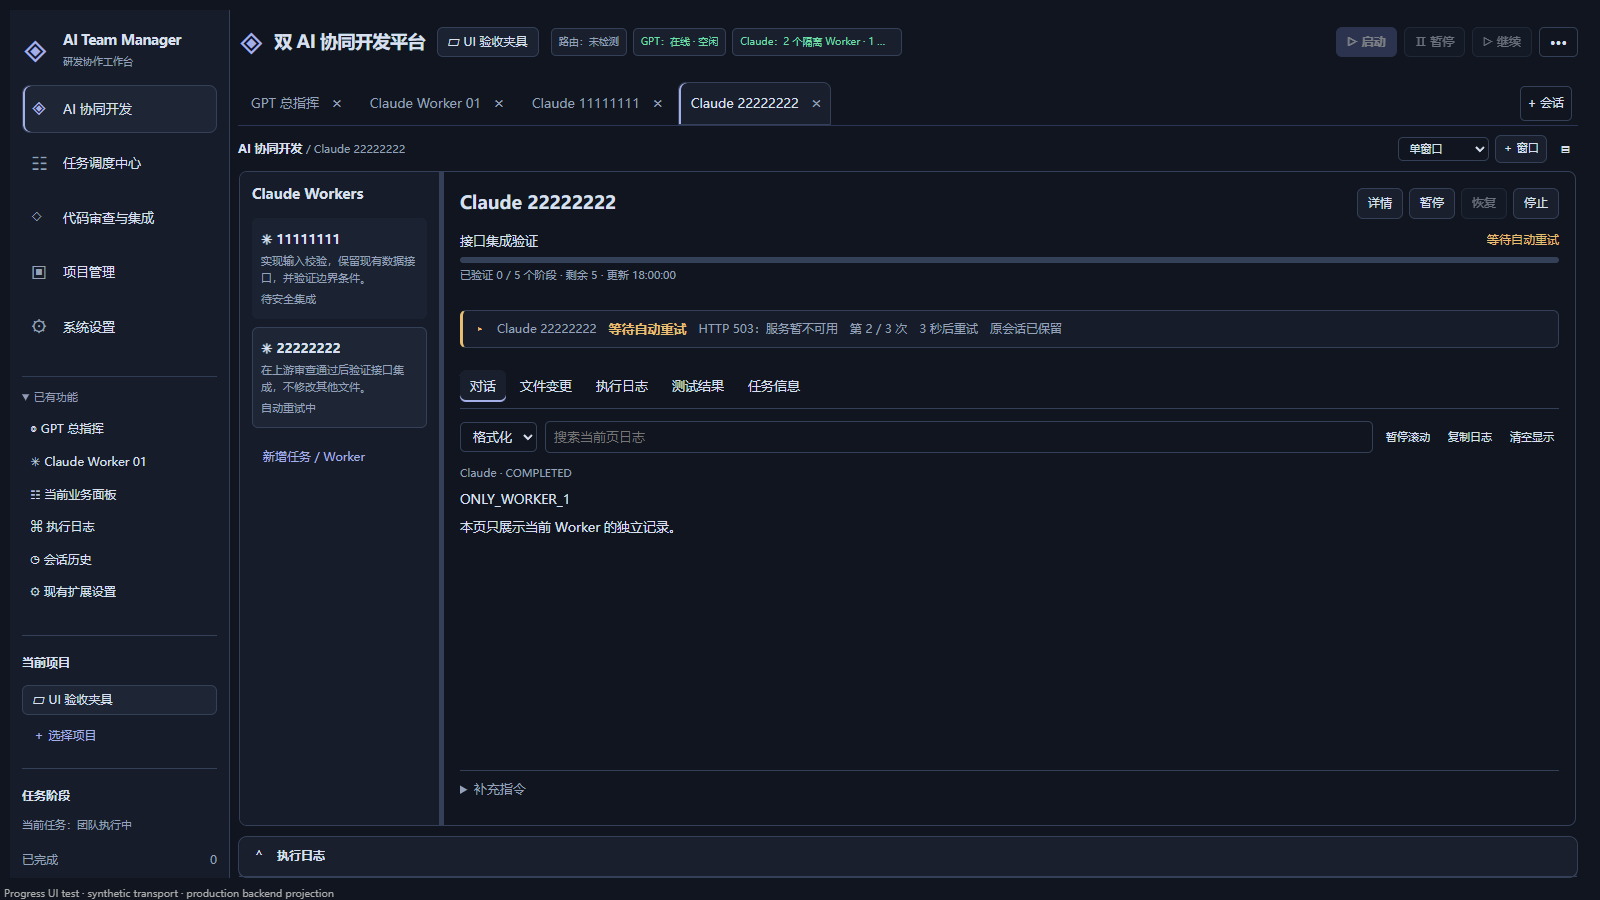 AI Team Manager
研发协作工作台
AI 协同开发
任务调度中心
代码审查与集成
项目管理
系统设置
已有功能
GPT 总指挥
Claude Worker 01
当前业务面板
执行日志
会话历史
现有扩展设置
当前项目
UI 验收夹具
+ 选择项目
任务阶段
当前任务：团队执行中
已完成 0
双 AI 协同开发平台
UI 验收夹具
路由：未检测
GPT：在线 · 空闲
Claude：2 个隔离 Worker · 1 ...
启动
暂停
继续
GPT 总指挥 ×
Claude Worker 01 ×
Claude 11111111 ×
Claude 22222222 ×
+ 会话
AI 协同开发 / Claude 22222222
单窗口
+ 窗口
Claude Workers
11111111
实现输入校验，保留现有数据接
口，并验证边界条件。
待安全集成
22222222
在上游审查通过后验证接口集
成，不修改其他文件。
自动重试中
新增任务 / Worker
Claude 22222222
详情
暂停
恢复
停止
接口集成验证
等待自动重试
已验证 0 / 5 个阶段 · 剩余 5 · 更新 18:00:00
Claude 22222222 等待自动重试 HTTP 503：服务暂不可用 第 2 / 3 次 3 秒后重试 原会话已保留
对话
文件变更
执行日志
测试结果
任务信息
格式化
搜索当前页日志
暂停滚动
复制日志
清空显示
Claude · COMPLETED
ONLY_WORKER_1
本页只展示当前 Worker 的独立记录。
补充指令
^ 执行日志
Progress UI test · synthetic transport · production backend projection